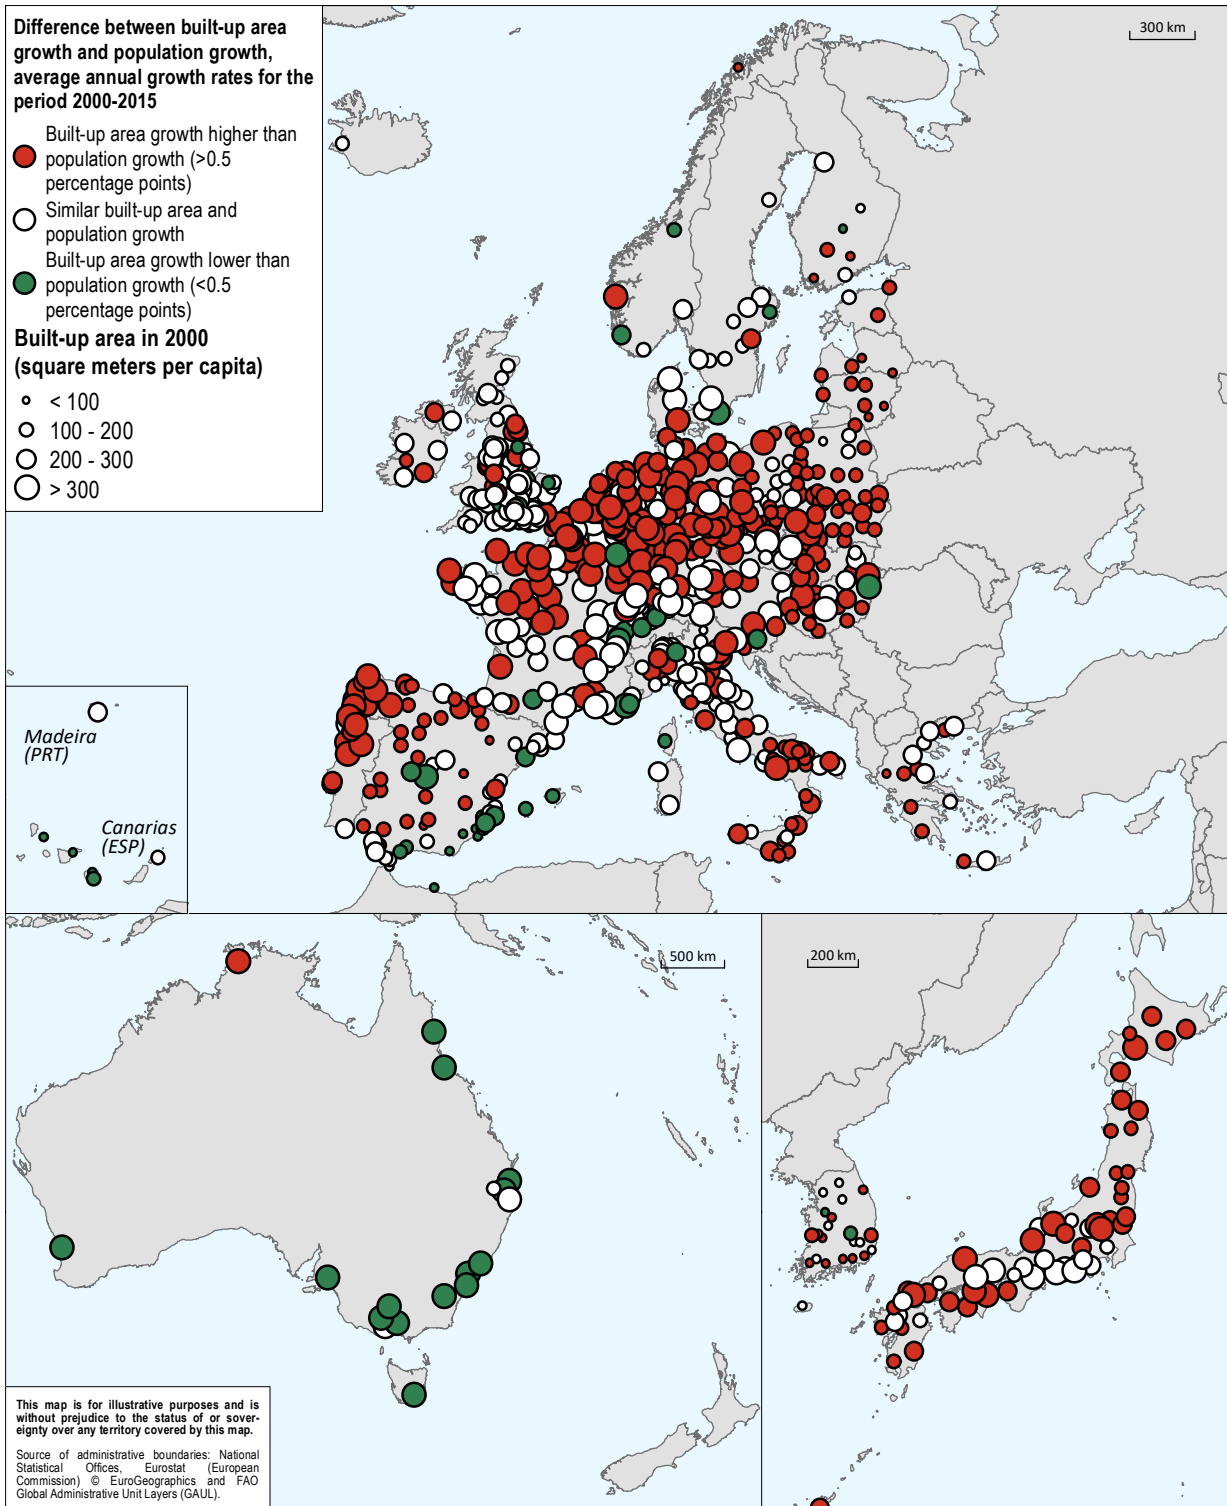 Difference between built-up area
growth and population growth,
average annual growth rates for the
period 2000-2015
Built-up area growth higher than
population growth (>0.5
percentage points)
Similar built-up area and
population growth
Built-up area growth lower than
population growth (<0.5
percentage points)
Built-up area in 2000
(square meters per capita)
< 100
100 - 200
200 - 300
> 300
300 km
Madeira
(PRT)
Canarias
(ESP)
500 km
200 km
This map is for illustrative purposes and is
without prejudice to the status of or sover-
eignty over any territory covered by this map.
Source of administrative boundaries: National
Statistical Offices, Eurostat (European
Commission) © EuroGeographics and FAO
Global Administrative Unit Layers (GAUL).